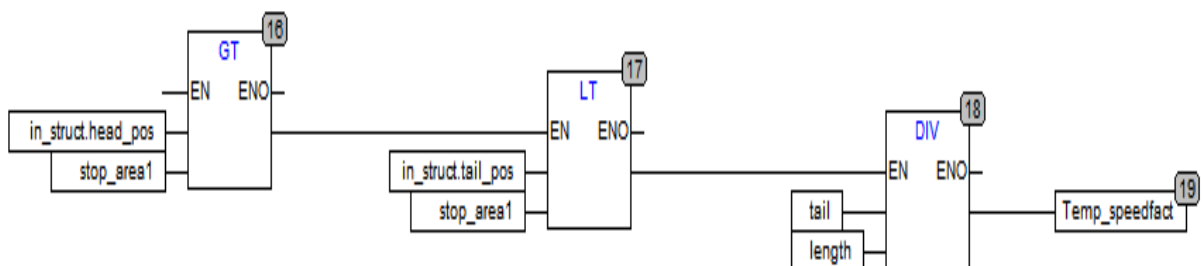 16
GT
EN ENO
in_struct.head_pos
stop_area1
17
LT
EN ENO
in_struct.tail_pos
stop_area1
18
DIV
EN ENO
tail
length
19
Temp_speedfact